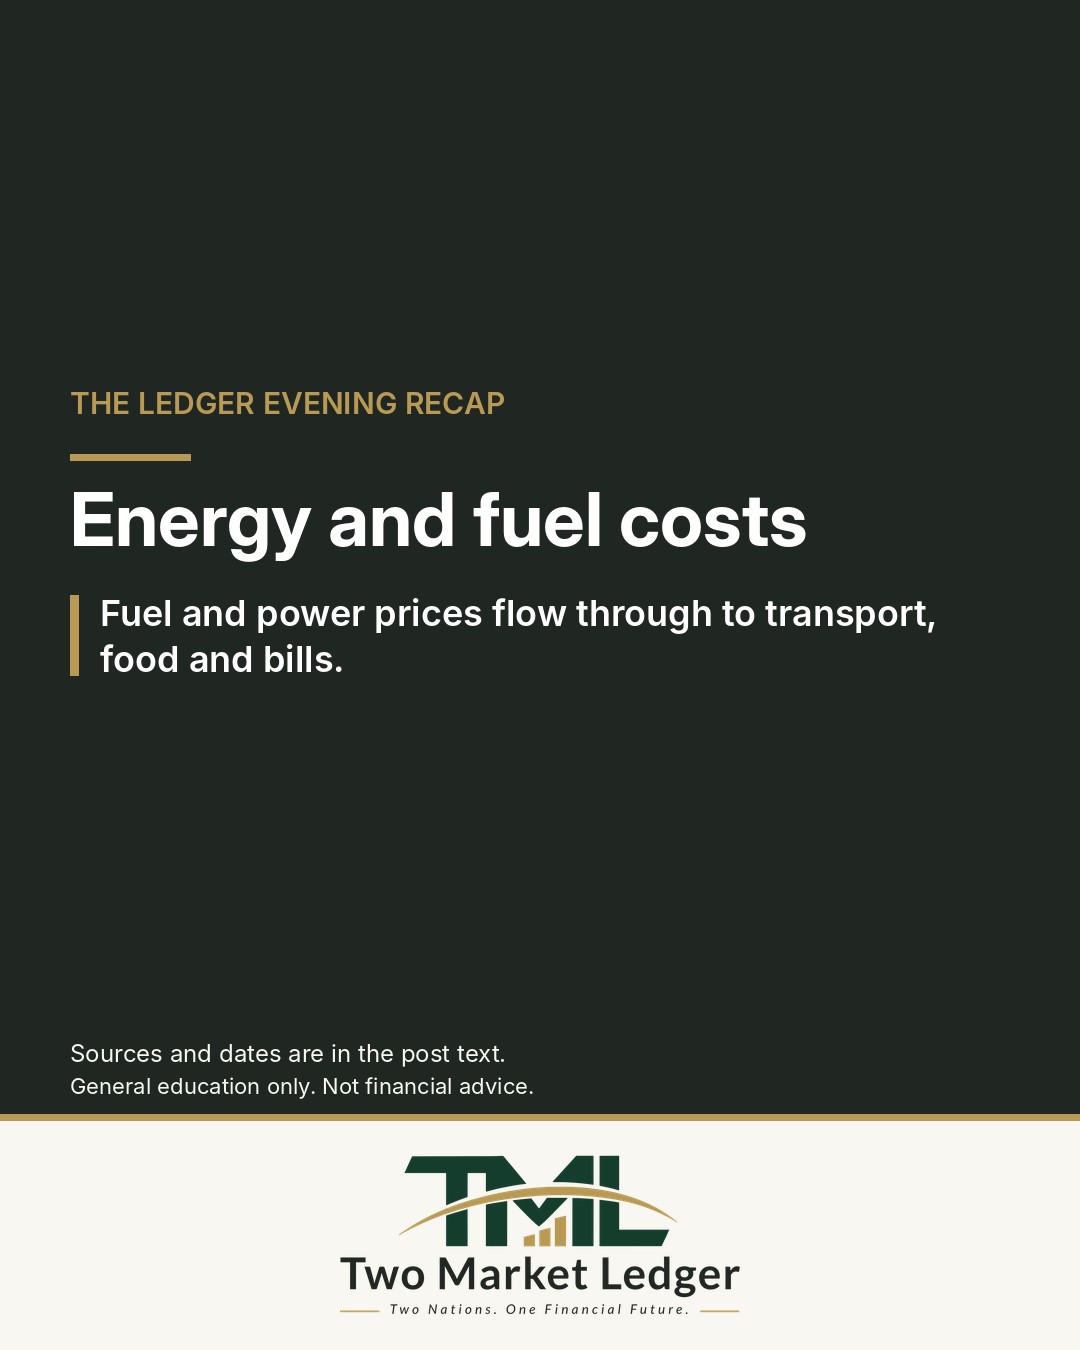 THE LEDGER EVENING RECAP
Energy and fuel costs
Fuel and power prices flow through to transport,
food and bills.
Sources and dates are in the post text.
General education only. Not financial advice.
TML
Two Market Ledger
Two Nations. One Financial Future.